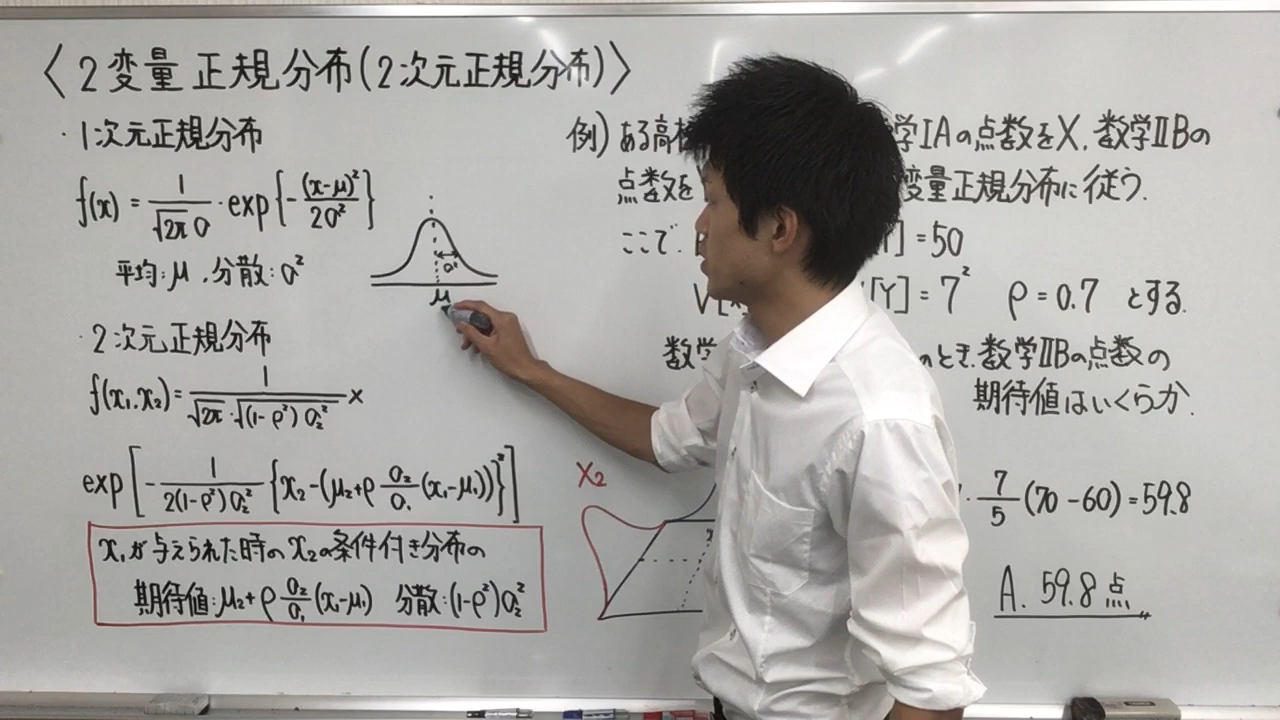 〈2変量 正規分布(2次元正規分布)〉
・1次元正規分布
f(x) = 1/(√2π σ)・exp{-(x-μ)²/2σ²}
平均:μ, 分散:σ²
σ²
μ
・2次元正規分布
f(x₁,x₂) = 1/(√2π・√(1-ρ²)σ₂²) ×
exp[-1/(2(1-ρ²)σ₂²){x₂-(μ₂+ρ σ₂/σ₁(x₁-μ₁))}²]
x₁が与えられた時のx₂の条件付き分布の
期待値:μ₂+ρ σ₂/σ₁(x₁-μ₁) 分散:(1-ρ²)σ₂²
例) ある高 学ⅠAの点数をX, 数学ⅡBの
点数を 変量正規分布に従う.
ここで, ] = 50
V[ [Y] = 7² ρ = 0.7 とする.
数学 のとき,数学ⅡBの点数の
期待値はいくらか.
x₂
7/5(70-60) = 59.8
A. 59.8点